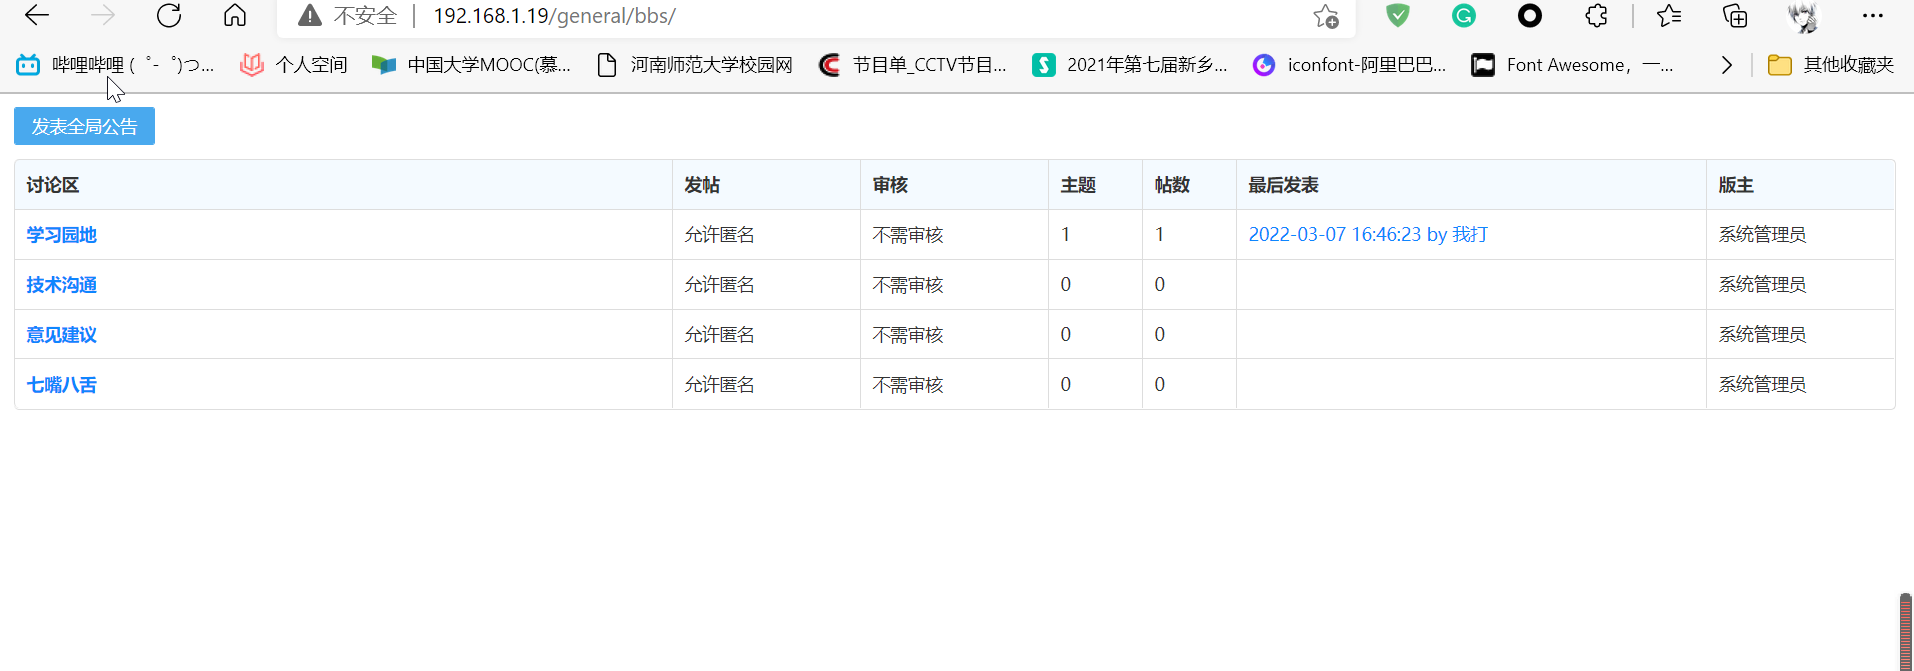 不安全 | 192.168.1.19/general/bbs/
哔哩哔哩 ( ゜- ゜)つ... 个人空间 中国大学MOOC(慕... 河南师范大学校园网 节目单_CCTV节目... 2021年第七届新乡... iconfont-阿里巴巴... Font Awesome，一... 其他收藏夹
发表全局公告
讨论区 发帖 审核 主题 帖数 最后发表 版主
学习园地 允许匿名 不需审核 1 1 2022-03-07 16:46:23 by 我打 系统管理员
技术沟通 允许匿名 不需审核 0 0 系统管理员
意见建议 允许匿名 不需审核 0 0 系统管理员
七嘴八舌 允许匿名 不需审核 0 0 系统管理员